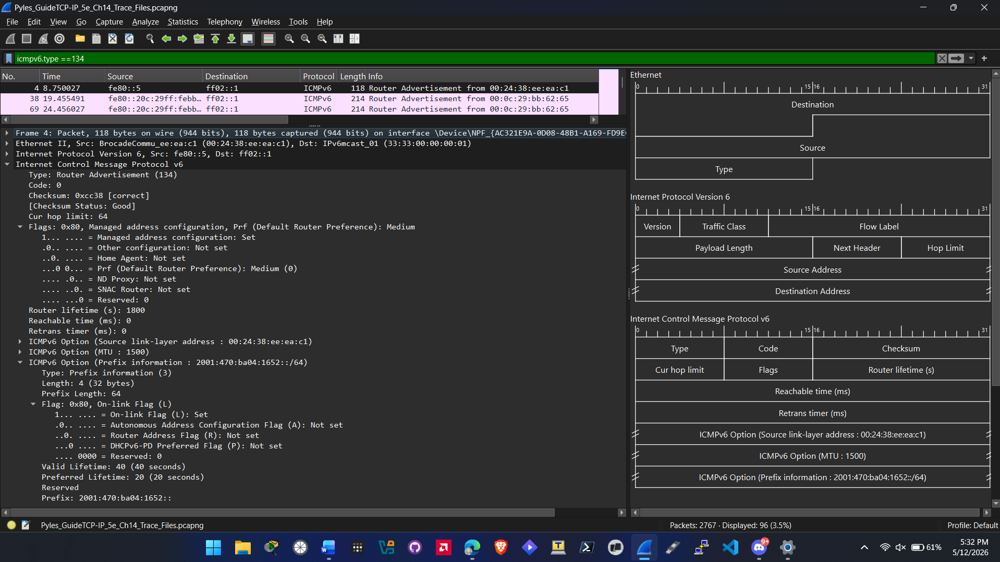 Pyles_GuideTCP-IP_5e_Ch14_Trace_Files.pcapng
File Edit View Go Capture Analyze Statistics Telephony Wireless Tools Help
icmpv6.type ==134
No. Time Source Destination Protocol Length Info
4 8.750027 fe80::5 ff02::1 ICMPv6 118 Router Advertisement from 00:24:38:ee:ea:c1
38 19.455491 fe80::20c:29ff:febb… ff02::1 ICMPv6 214 Router Advertisement from 00:0c:29:bb:62:65
69 24.456027 fe80::20c:29ff:febb… ff02::1 ICMPv6 214 Router Advertisement from 00:0c:29:bb:62:65
Frame 4: Packet, 118 bytes on wire (944 bits), 118 bytes captured (944 bits) on interface \Device\NPF_{AC321E9A-0D08-48B1-A169-FD9E
Ethernet II, Src: BrocadeCommu_ee:ea:c1 (00:24:38:ee:ea:c1), Dst: IPv6mcast_01 (33:33:00:00:00:01)
Internet Protocol Version 6, Src: fe80::5, Dst: ff02::1
Internet Control Message Protocol v6
Type: Router Advertisement (134)
Code: 0
Checksum: 0xcc38 [correct]
[Checksum Status: Good]
Cur hop limit: 64
Flags: 0x80, Managed address configuration, Prf (Default Router Preference): Medium
1... .... = Managed address configuration: Set
.0.. .... = Other configuration: Not set
..0. .... = Home Agent: Not set
...0 0... = Prf (Default Router Preference): Medium (0)
.... .0.. = ND Proxy: Not set
.... ..0. = SNAC Router: Not set
.... ...0 = Reserved: 0
Router lifetime (s): 1800
Reachable time (ms): 0
Retrans timer (ms): 0
ICMPv6 Option (Source link-layer address : 00:24:38:ee:ea:c1)
ICMPv6 Option (MTU : 1500)
ICMPv6 Option (Prefix information : 2001:470:ba04:1652::/64)
Type: Prefix information (3)
Length: 4 (32 bytes)
Prefix Length: 64
Flag: 0x80, On-link Flag (L)
1... .... = On-link Flag (L): Set
.0.. .... = Autonomous Address Configuration Flag (A): Not set
..0. .... = Router Address Flag (R): Not set
...0 .... = DHCPv6-PD Preferred Flag (P): Not set
.... 0000 = Reserved: 0
Valid Lifetime: 40 (40 seconds)
Preferred Lifetime: 20 (20 seconds)
Reserved
Prefix: 2001:470:ba04:1652::
Ethernet
0 15 16 31
Destination
Source
Type
Internet Protocol Version 6
0 15 16 31
Version Traffic Class Flow Label
Payload Length Next Header Hop Limit
Source Address
Destination Address
Internet Control Message Protocol v6
0 15 16 31
Type Code Checksum
Cur hop limit Flags Router lifetime (s)
Reachable time (ms)
Retrans timer (ms)
ICMPv6 Option (Source link-layer address : 00:24:38:ee:ea:c1)
ICMPv6 Option (MTU : 1500)
ICMPv6 Option (Prefix information : 2001:470:ba04:1652::/64)
Pyles_GuideTCP-IP_5e_Ch14_Trace_Files.pcapng
Packets: 2767 · Displayed: 96 (3.5%)
Profile: Default
9+
61%
5:32 PM
5/12/2026